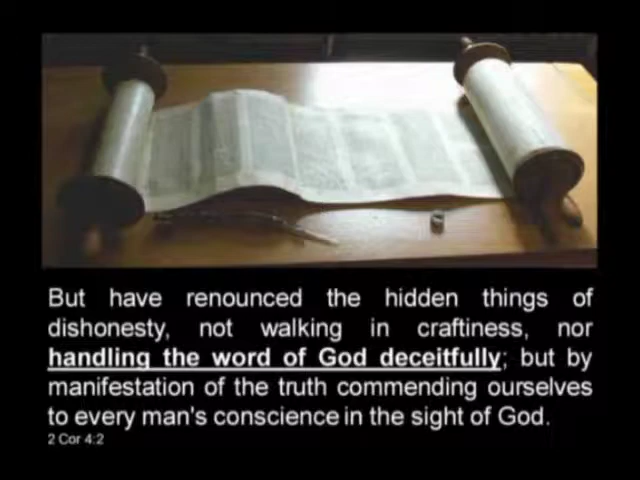 But have renounced the hidden things of
dishonesty, not walking in craftiness, nor
handling the word of God deceitfully; but by
manifestation of the truth commending ourselves
to every man's conscience in the sight of God.
2 Cor 4:2